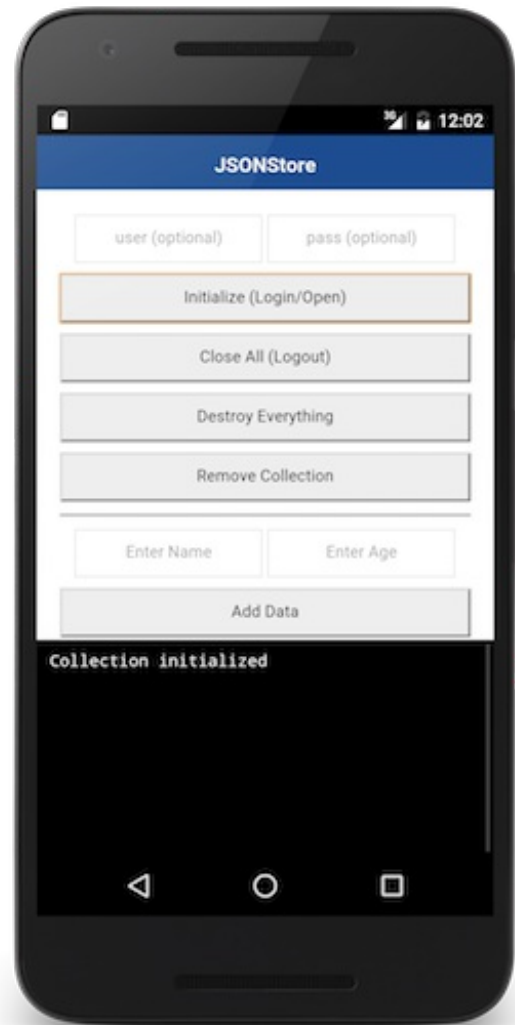 3G 12:02
JSONStore
user (optional) pass (optional)
Initialize (Login/Open)
Close All (Logout)
Destroy Everything
Remove Collection
Enter Name Enter Age
Add Data
Collection initialized